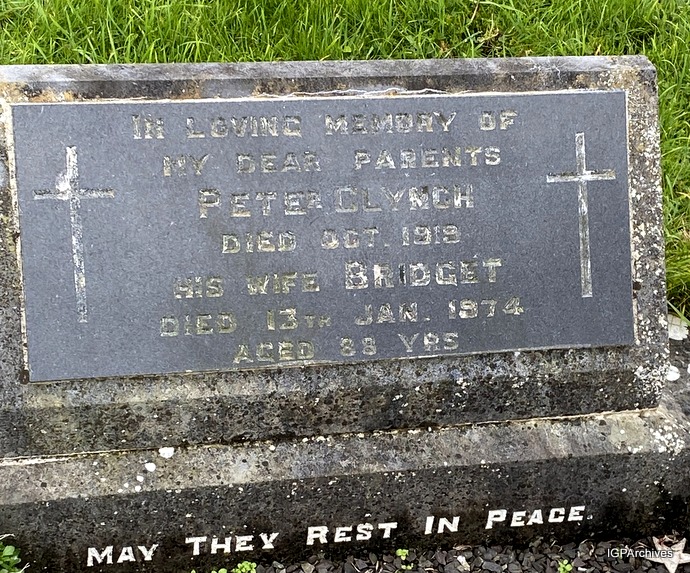 IN LOVING MEMORY OF
MY DEAR PARENTS
PETER CLYNCH
DIED OCT. 1919
HIS WIFE BRIDGET
DIED 13TH JAN. 1974
AGED 88 YRS
MAY THEY REST IN PEACE.
IGPArchives